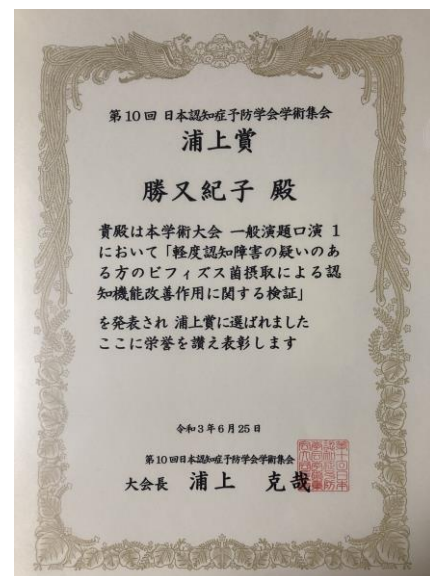 第10回 日本認知症予防学会学術集会
浦上賞
勝又紀子 殿
貴殿は本学術大会 一般演題口演 1
において「軽度認知障害の疑いのあ
る方のビフィズス菌摂取による認
知機能改善作用に関する検証」
を発表され 浦上賞に選ばれました
ここに栄誉を讃え表彰します
令和3年6月25日
第10回日本認知症予防学会学術集会
大会長 浦上 克哉